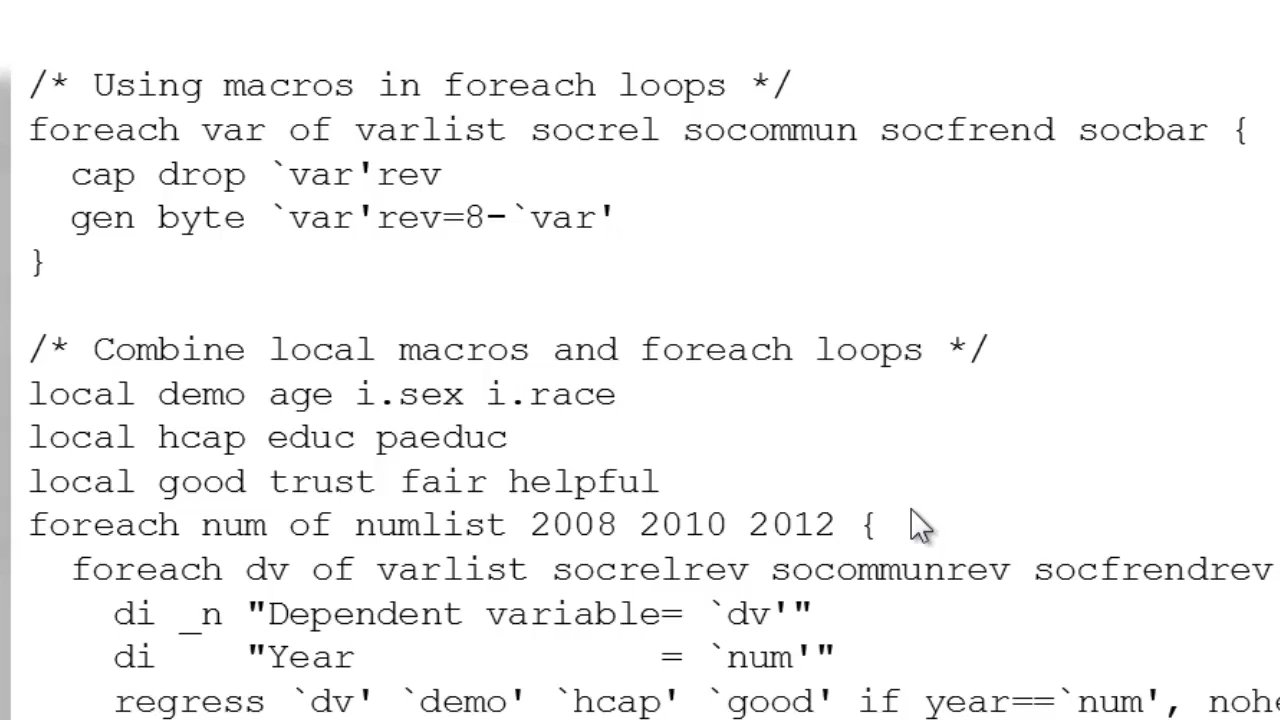 /* Using macros in foreach loops */
foreach var of varlist socrel socommun socfrend socbar {
cap drop `var'rev
gen byte `var'rev=8-`var'
}
/* Combine local macros and foreach loops */
local demo age i.sex i.race
local hcap educ paeduc
local good trust fair helpful
foreach num of numlist 2008 2010 2012 {
foreach dv of varlist socrelrev socommunrev socfrendrev
di _n "Dependent variable= `dv'"
di    "Year              = `num'"
regress `dv' `demo' `hcap' `good' if year==`num',